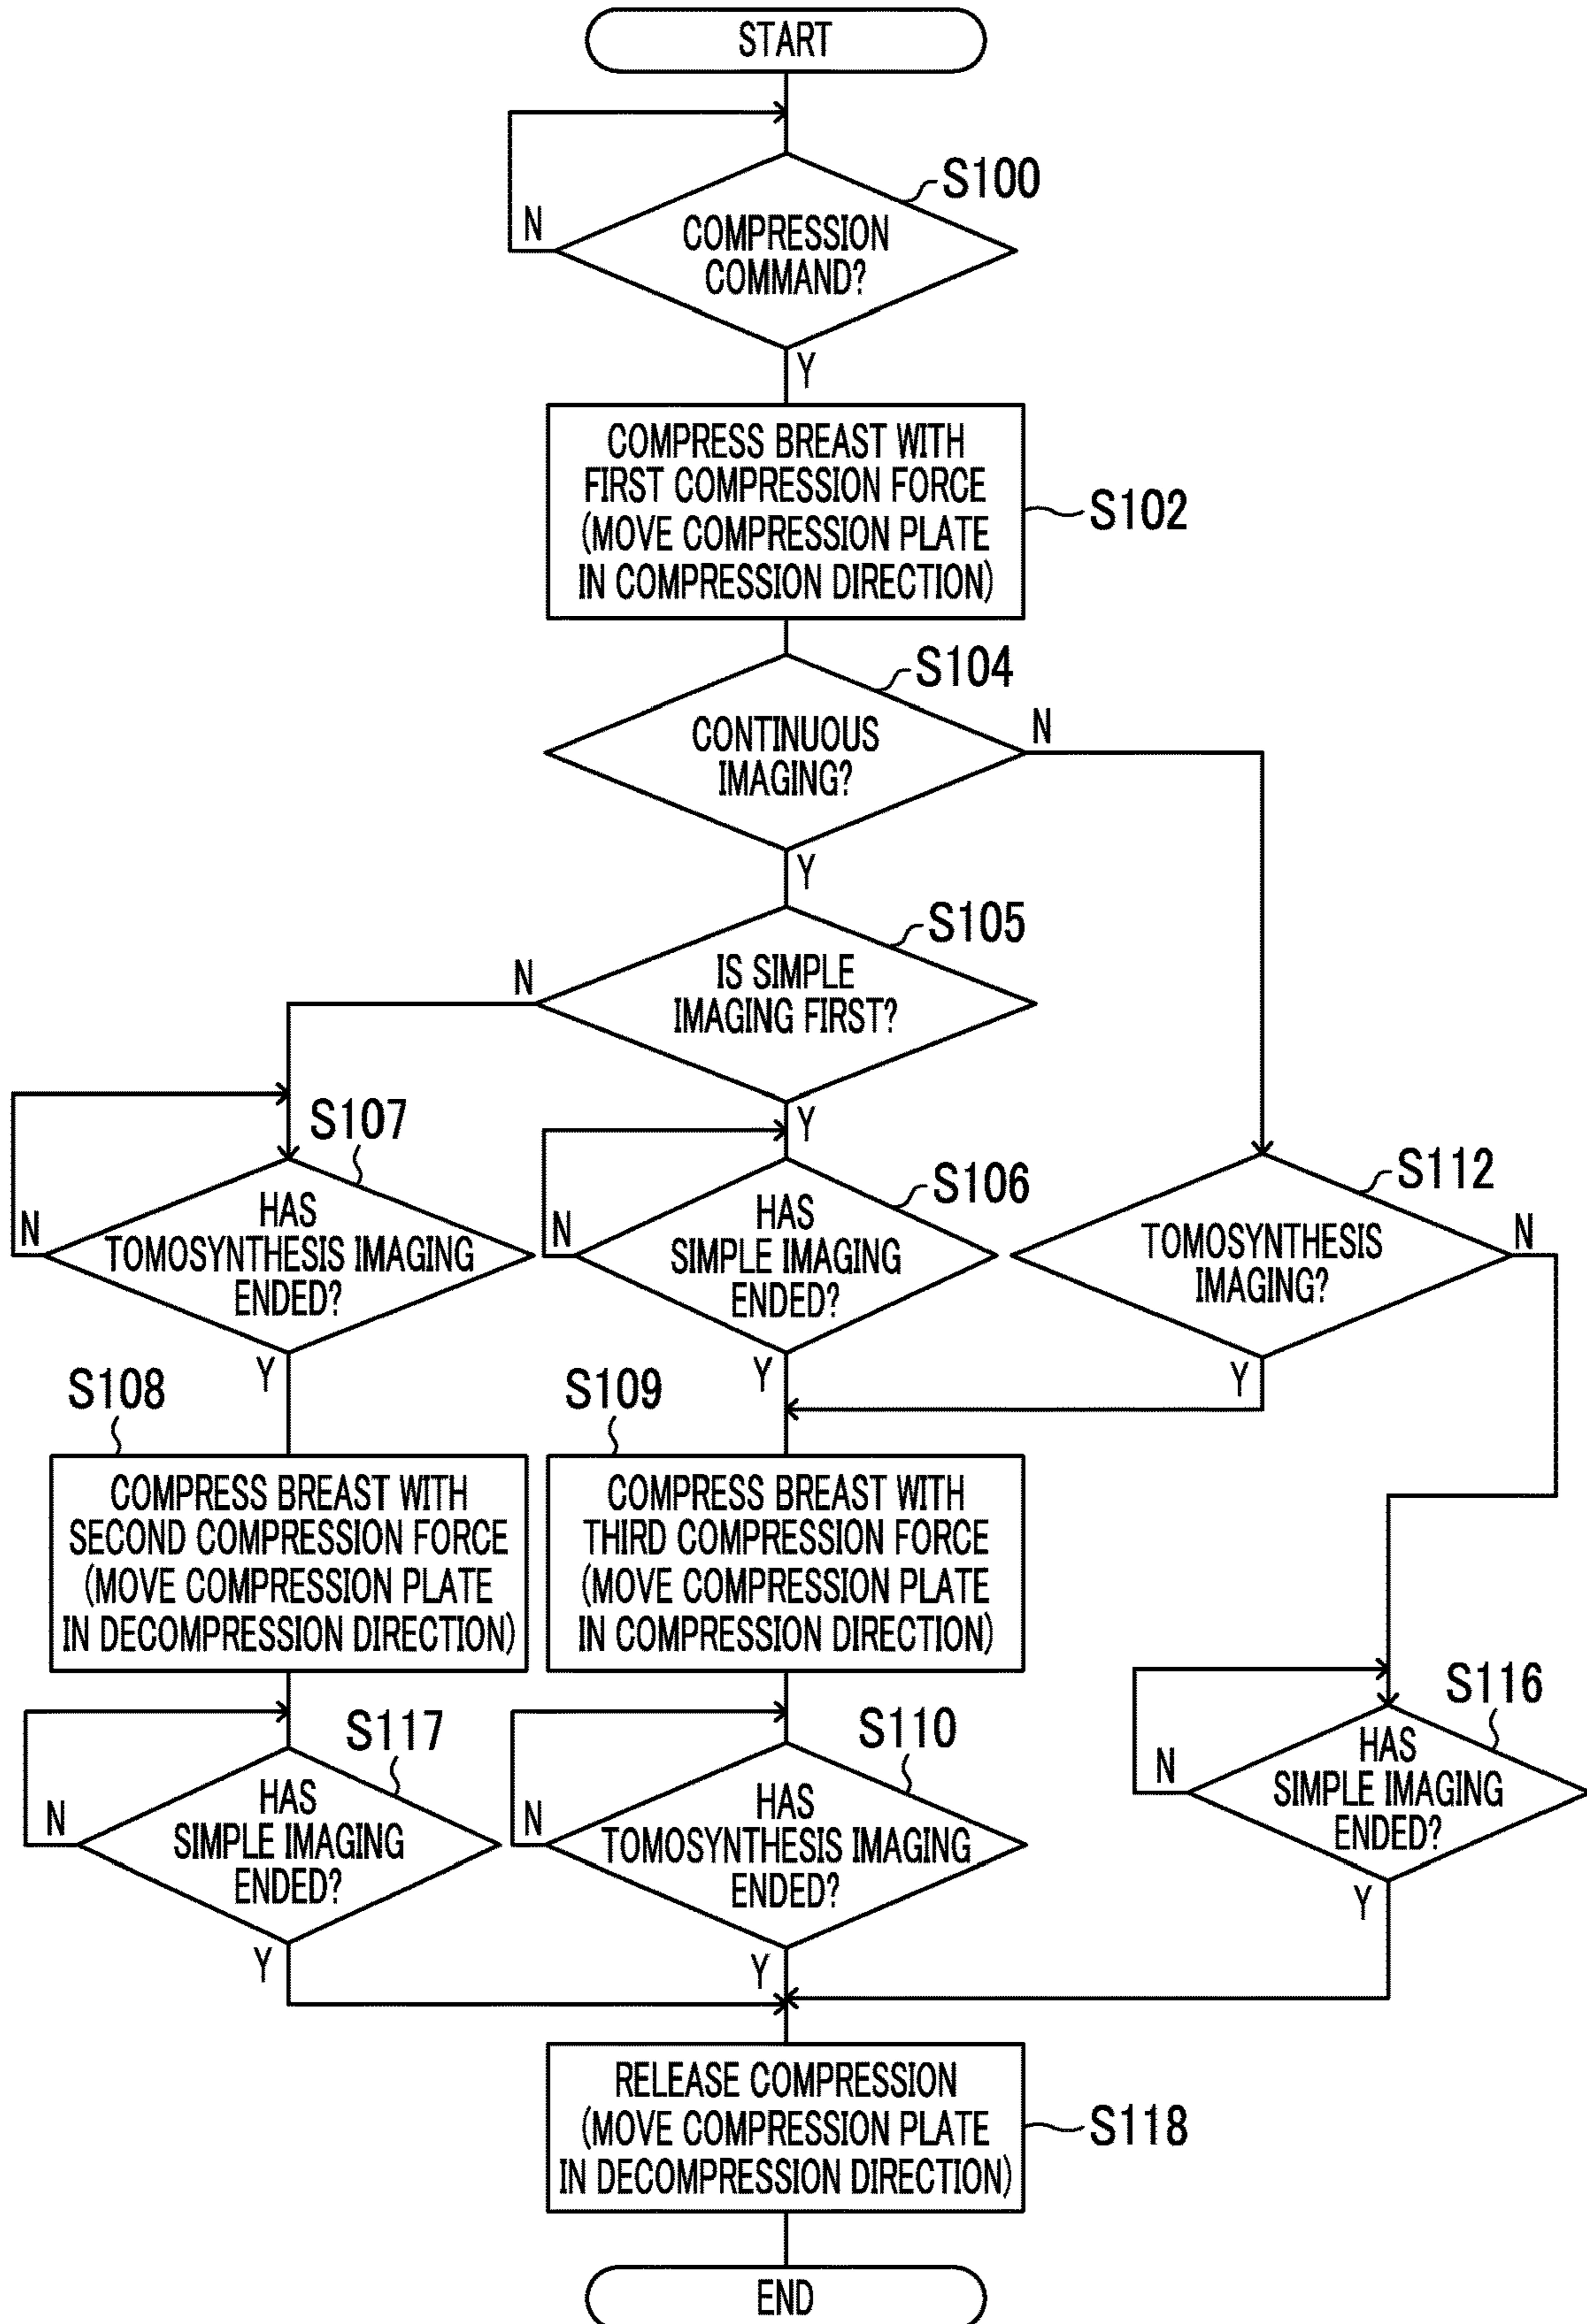 START
S100
N
COMPRESSION
COMMAND?
Y
COMPRESS BREAST WITH
FIRST COMPRESSION FORCE
(MOVE COMPRESSION PLATE
IN COMPRESSION DIRECTION)
S102
S104
N
CONTINUOUS
IMAGING?
Y
S105
N
IS SIMPLE
IMAGING FIRST?
Y
S107
N
HAS
TOMOSYNTHESIS IMAGING
ENDED?
Y
S106
N
HAS
SIMPLE IMAGING
ENDED?
Y
S112
N
TOMOSYNTHESIS
IMAGING?
Y
S108
COMPRESS BREAST WITH
SECOND COMPRESSION FORCE
(MOVE COMPRESSION PLATE
IN DECOMPRESSION DIRECTION)
S109
COMPRESS BREAST WITH
THIRD COMPRESSION FORCE
(MOVE COMPRESSION PLATE
IN COMPRESSION DIRECTION)
S117
N
HAS
SIMPLE IMAGING
ENDED?
Y
S110
N
HAS
TOMOSYNTHESIS IMAGING
ENDED?
Y
S116
N
HAS
SIMPLE IMAGING
ENDED?
Y
RELEASE COMPRESSION
(MOVE COMPRESSION PLATE
IN DECOMPRESSION DIRECTION)
S118
END